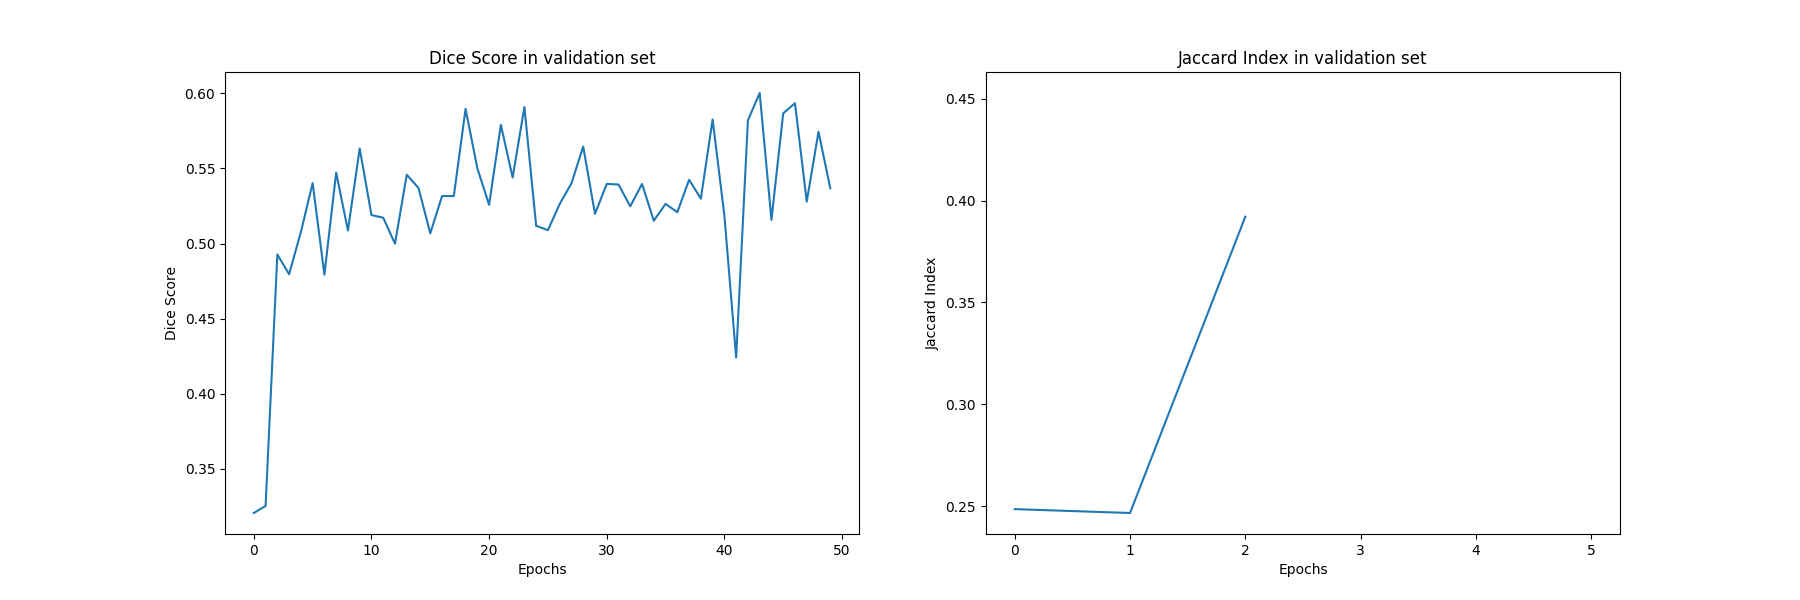 Dice Score in validation set
0.60
0.55
0.50
0.45
0.40
0.35
Dice Score
0 10 20 30 40 50
Epochs
Jaccard Index in validation set
0.45
0.40
0.35
0.30
0.25
Jaccard Index
0 1 2 3 4 5
Epochs